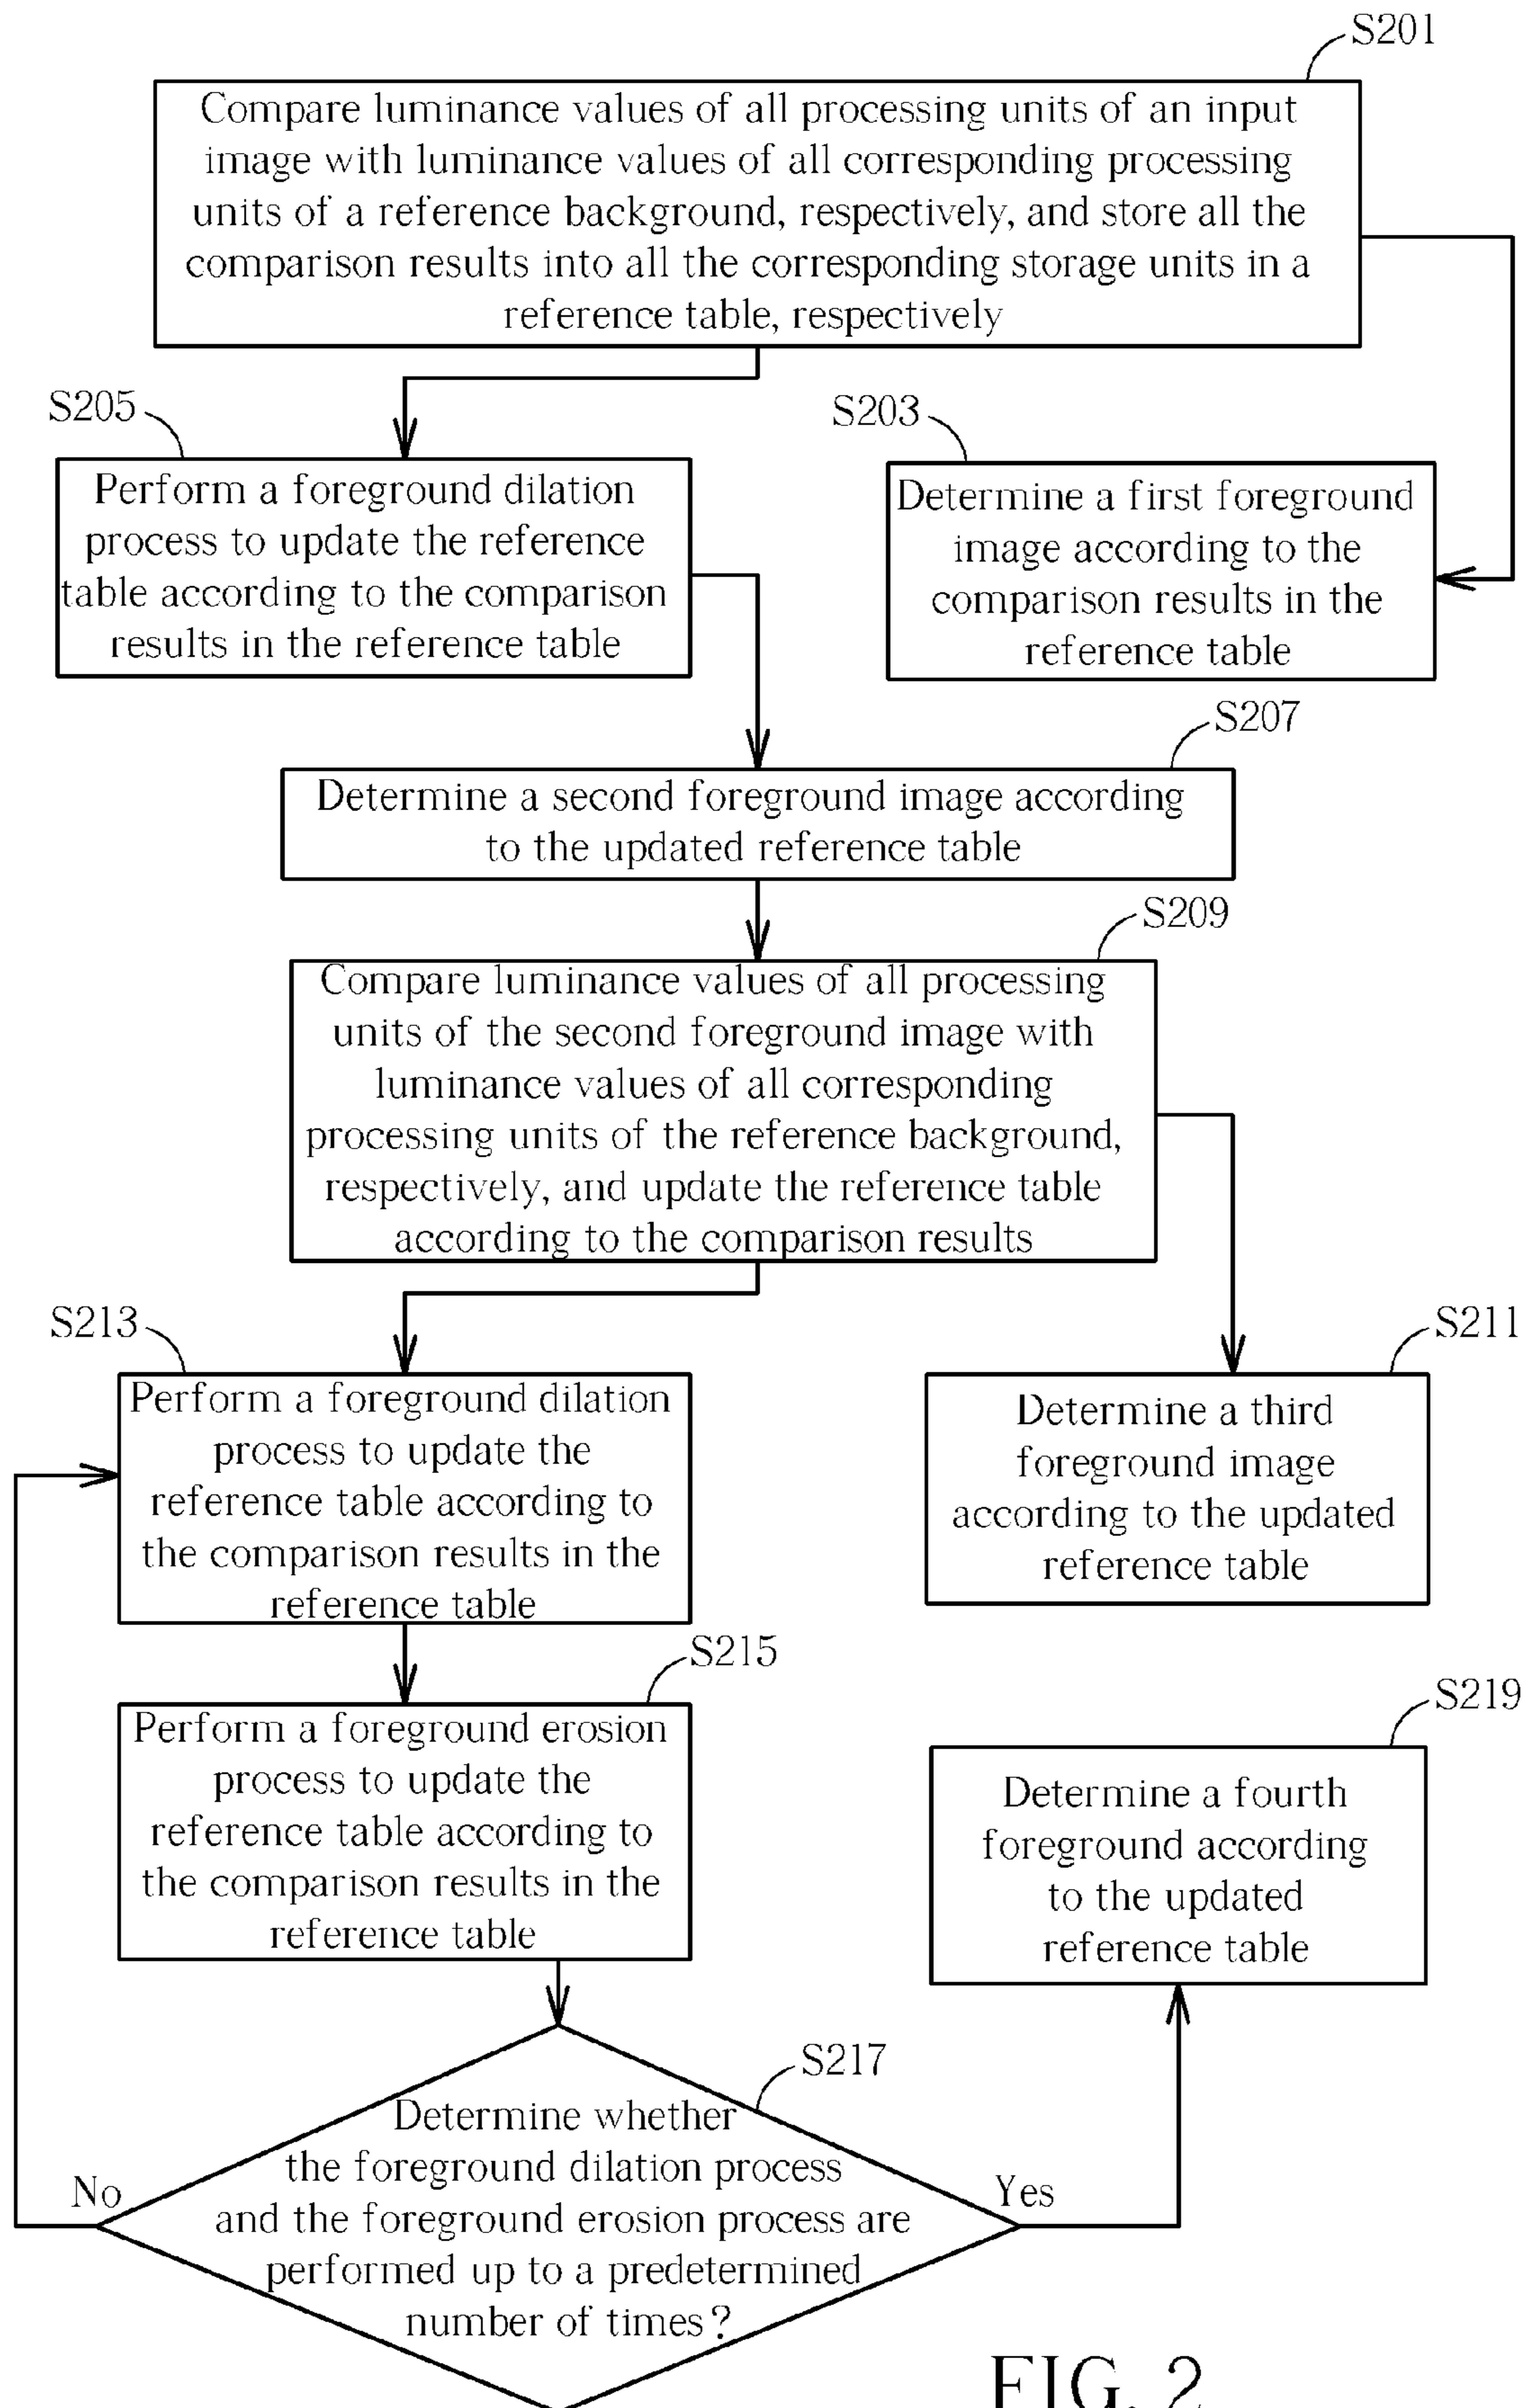 S201
Compare luminance values of all processing units of an input
image with luminance values of all corresponding processing
units of a reference background, respectively, and store all the
comparison results into all the corresponding storage units in a
reference table, respectively
S205
Perform a foreground dilation
process to update the reference
table according to the comparison
results in the reference table
S203
Determine a first foreground
image according to the
comparison results in the
reference table
S207
Determine a second foreground image according
to the updated reference table
S209
Compare luminance values of all processing
units of the second foreground image with
luminance values of all corresponding
processing units of the reference background,
respectively, and update the reference table
according to the comparison results
S213
Perform a foreground dilation
process to update the
reference table according to
the comparison results in the
reference table
S211
Determine a third
foreground image
according to the updated
reference table
S215
Perform a foreground erosion
process to update the
reference table according to
the comparison results in the
reference table
S219
Determine a fourth
foreground according
to the updated
reference table
S217
Determine whether
the foreground dilation process
and the foreground erosion process are
performed up to a predetermined
number of times?
No
Yes
FIG. 2